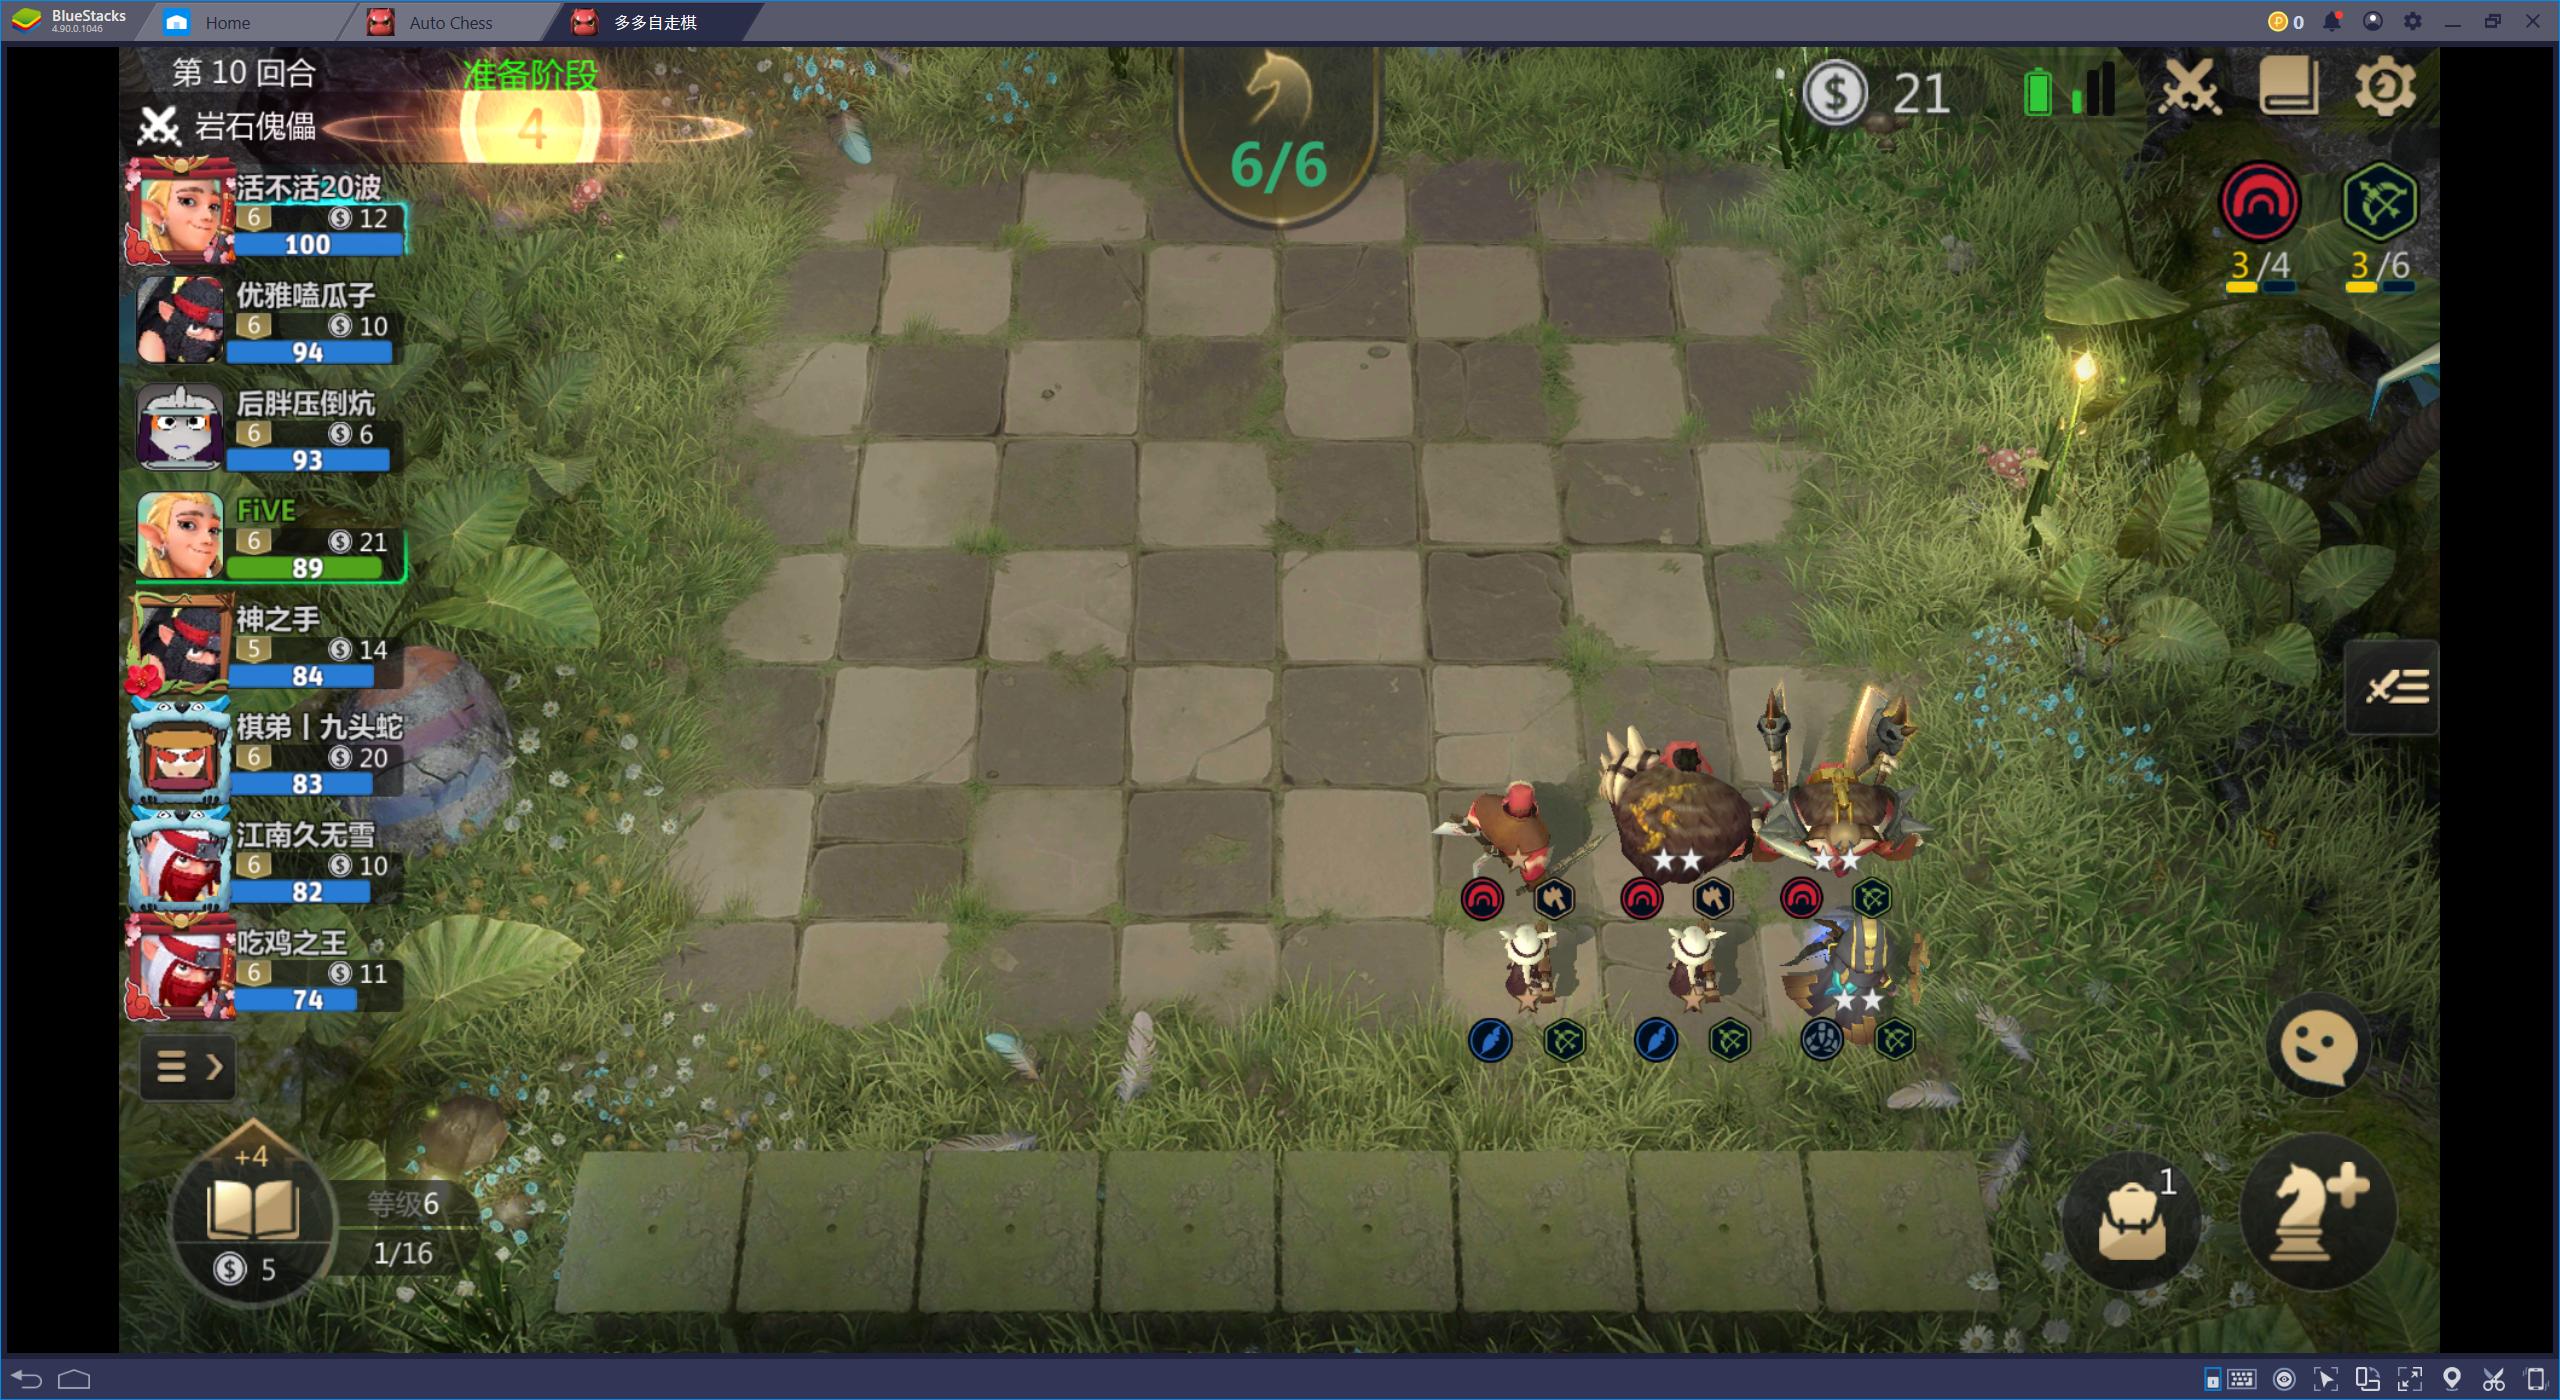 BlueStacks
4.90.0.1046
Home
Auto Chess
多多自走棋
0
第 10 回合
准备阶段
岩石傀儡
4
6/6
21
3/4
3/6
活不活20波
6
12
100
优雅嗑瓜子
6
10
94
后胖压倒炕
6
6
93
FiVE
6
21
89
神之手
5
14
84
棋弟丨九头蛇
6
20
83
江南久无雪
6
10
82
吃鸡之王
6
11
74
+4
5
等级6
1/16
1